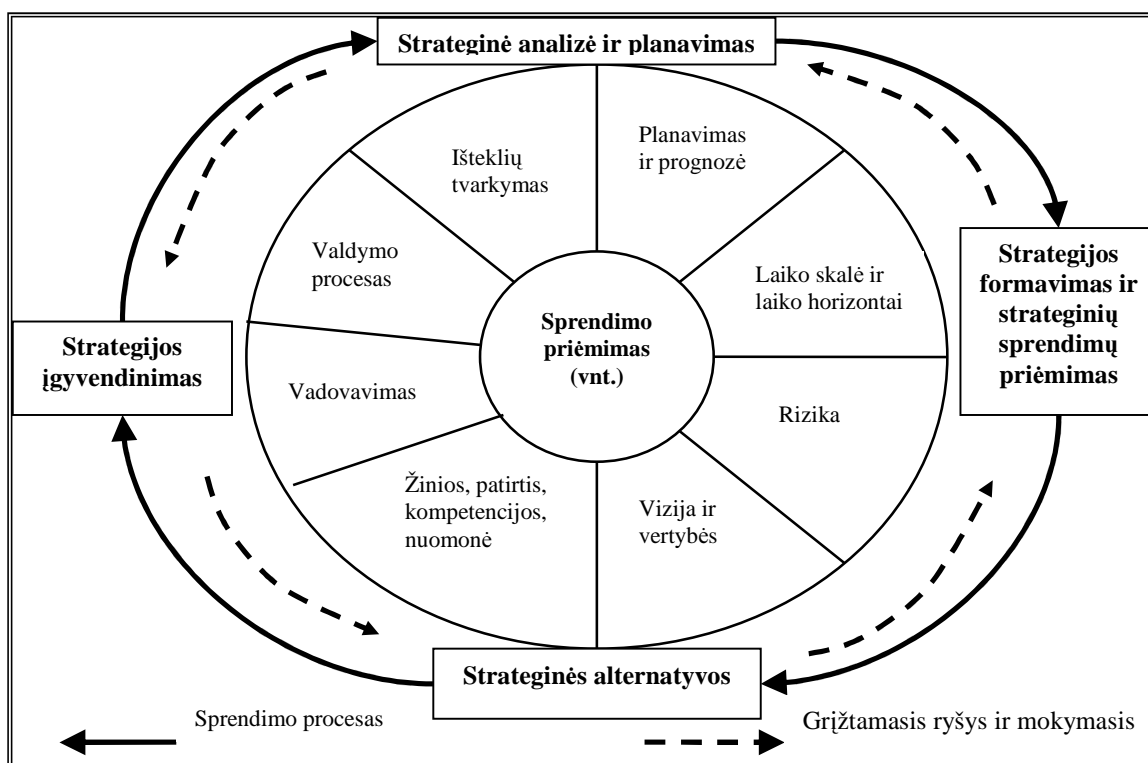 Strateginė analizė ir planavimas
Planavimas
ir prognozė
Išteklių
tvarkymas
Valdymo
procesas
Laiko skalė ir
laiko horizontai
Strategijos
formavimas ir
strateginių
sprendimų
priėmimas
Sprendimo
priėmimas
(vnt.)
Strategijos
įgyvendinimas
Vadovavimas
Rizika
Žinios, patirtis,
kompetencijos,
nuomonė
Vizija ir
vertybės
Strateginės alternatyvos
Sprendimo procesas
Grįžtamasis ryšys ir mokymasis